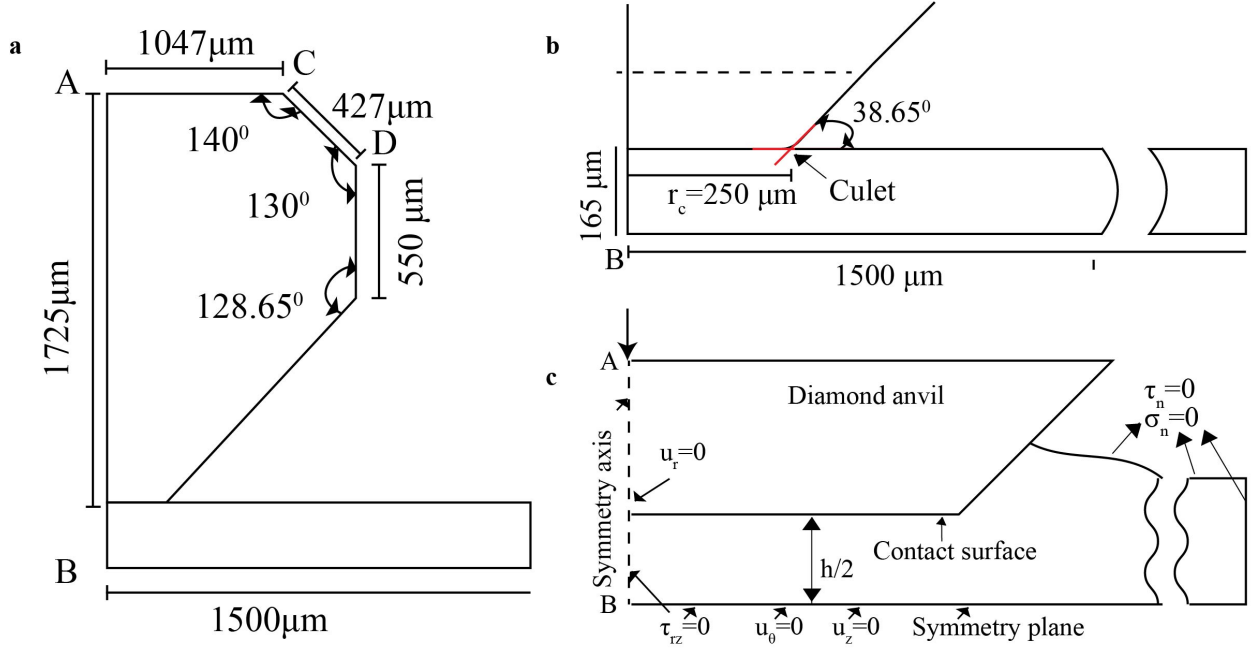 a
1047μm
A
C
427μm
140⁰
D
130⁰
550 μm
128.65⁰
1725μm
B
1500μm
b
38.65⁰
165 μm
r_c=250 μm
Culet
B
1500 μm
c
A
Diamond anvil
τ_n=0
σ_n=0
u_r=0
Symmetry axis
Contact surface
h/2
B
τ_rz=0
u_θ=0
u_z=0
Symmetry plane